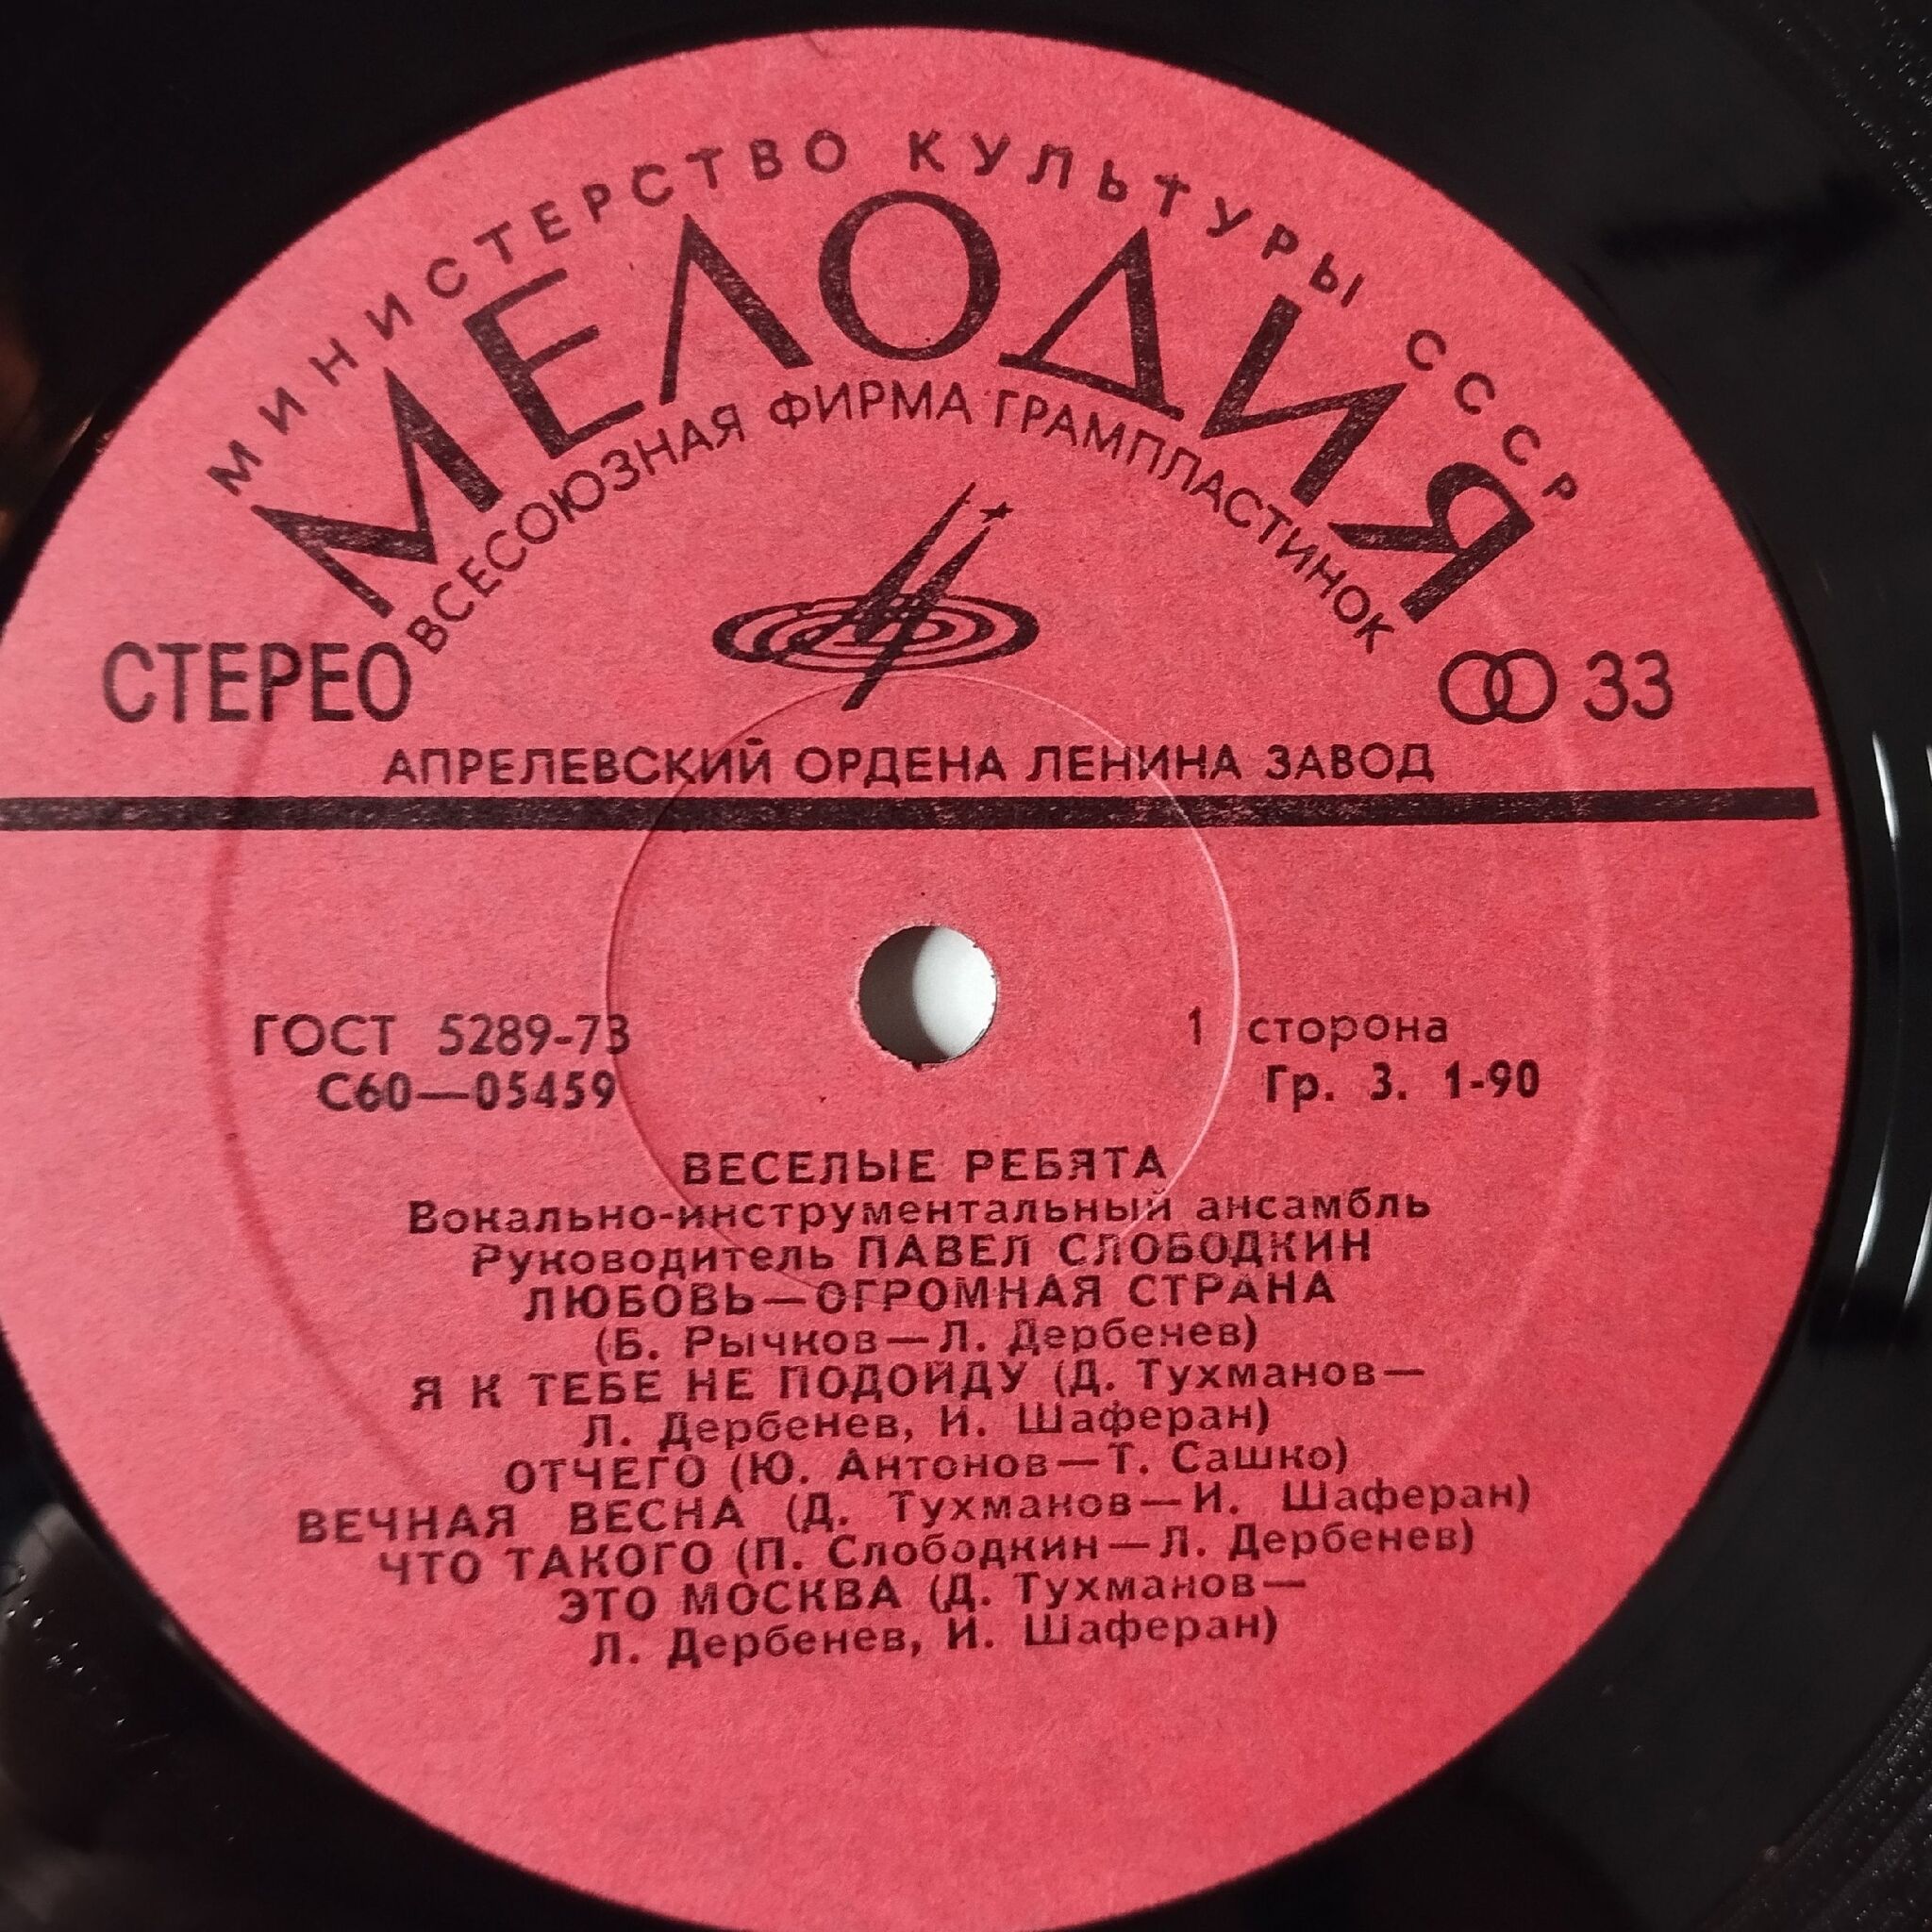 МИНИСТЕРСТВО КУЛЬТУРЫ СССР
МЕЛОДИЯ
ВСЕСОЮЗНАЯ ФИРМА ГРАМПЛАСТИНОК
СТЕРЕО 33
АПРЕЛЕВСКИЙ ОРДЕНА ЛЕНИНА ЗАВОД
ГОСТ 5289-73 1 сторона
С60—05459 Гр. 3. 1-90
ВЕСЕЛЫЕ РЕБЯТА
Вокально-инструментальный ансамбль
Руководитель ПАВЕЛ СЛОБОДКИН
ЛЮБОВЬ—ОГРОМНАЯ СТРАНА
(Б. Рычков—Л. Дербенев)
Я К ТЕБЕ НЕ ПОДОЙДУ (Д. Тухманов—
Л. Дербенев, И. Шаферан)
ОТЧЕГО (Ю. Антонов—Т. Сашко)
ВЕЧНАЯ ВЕСНА (Д. Тухманов—И. Шаферан)
ЧТО ТАКОГО (П. Слободкин—Л. Дербенев)
ЭТО МОСКВА (Д. Тухманов—
Л. Дербенев, И. Шаферан)